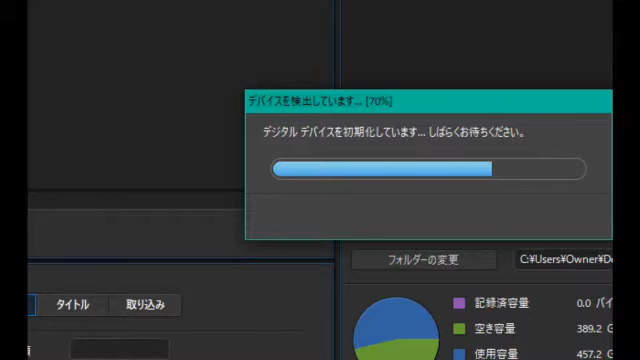 デバイスを検出しています... [70%]
デジタル デバイスを初期化しています... しばらくお待ちください。
フォルダーの変更
C:¥Users¥Owner¥De
タイトル
取り込み
記録済容量
0.0 バイ
空き容量
389.2 G
使用容量
457.2 G